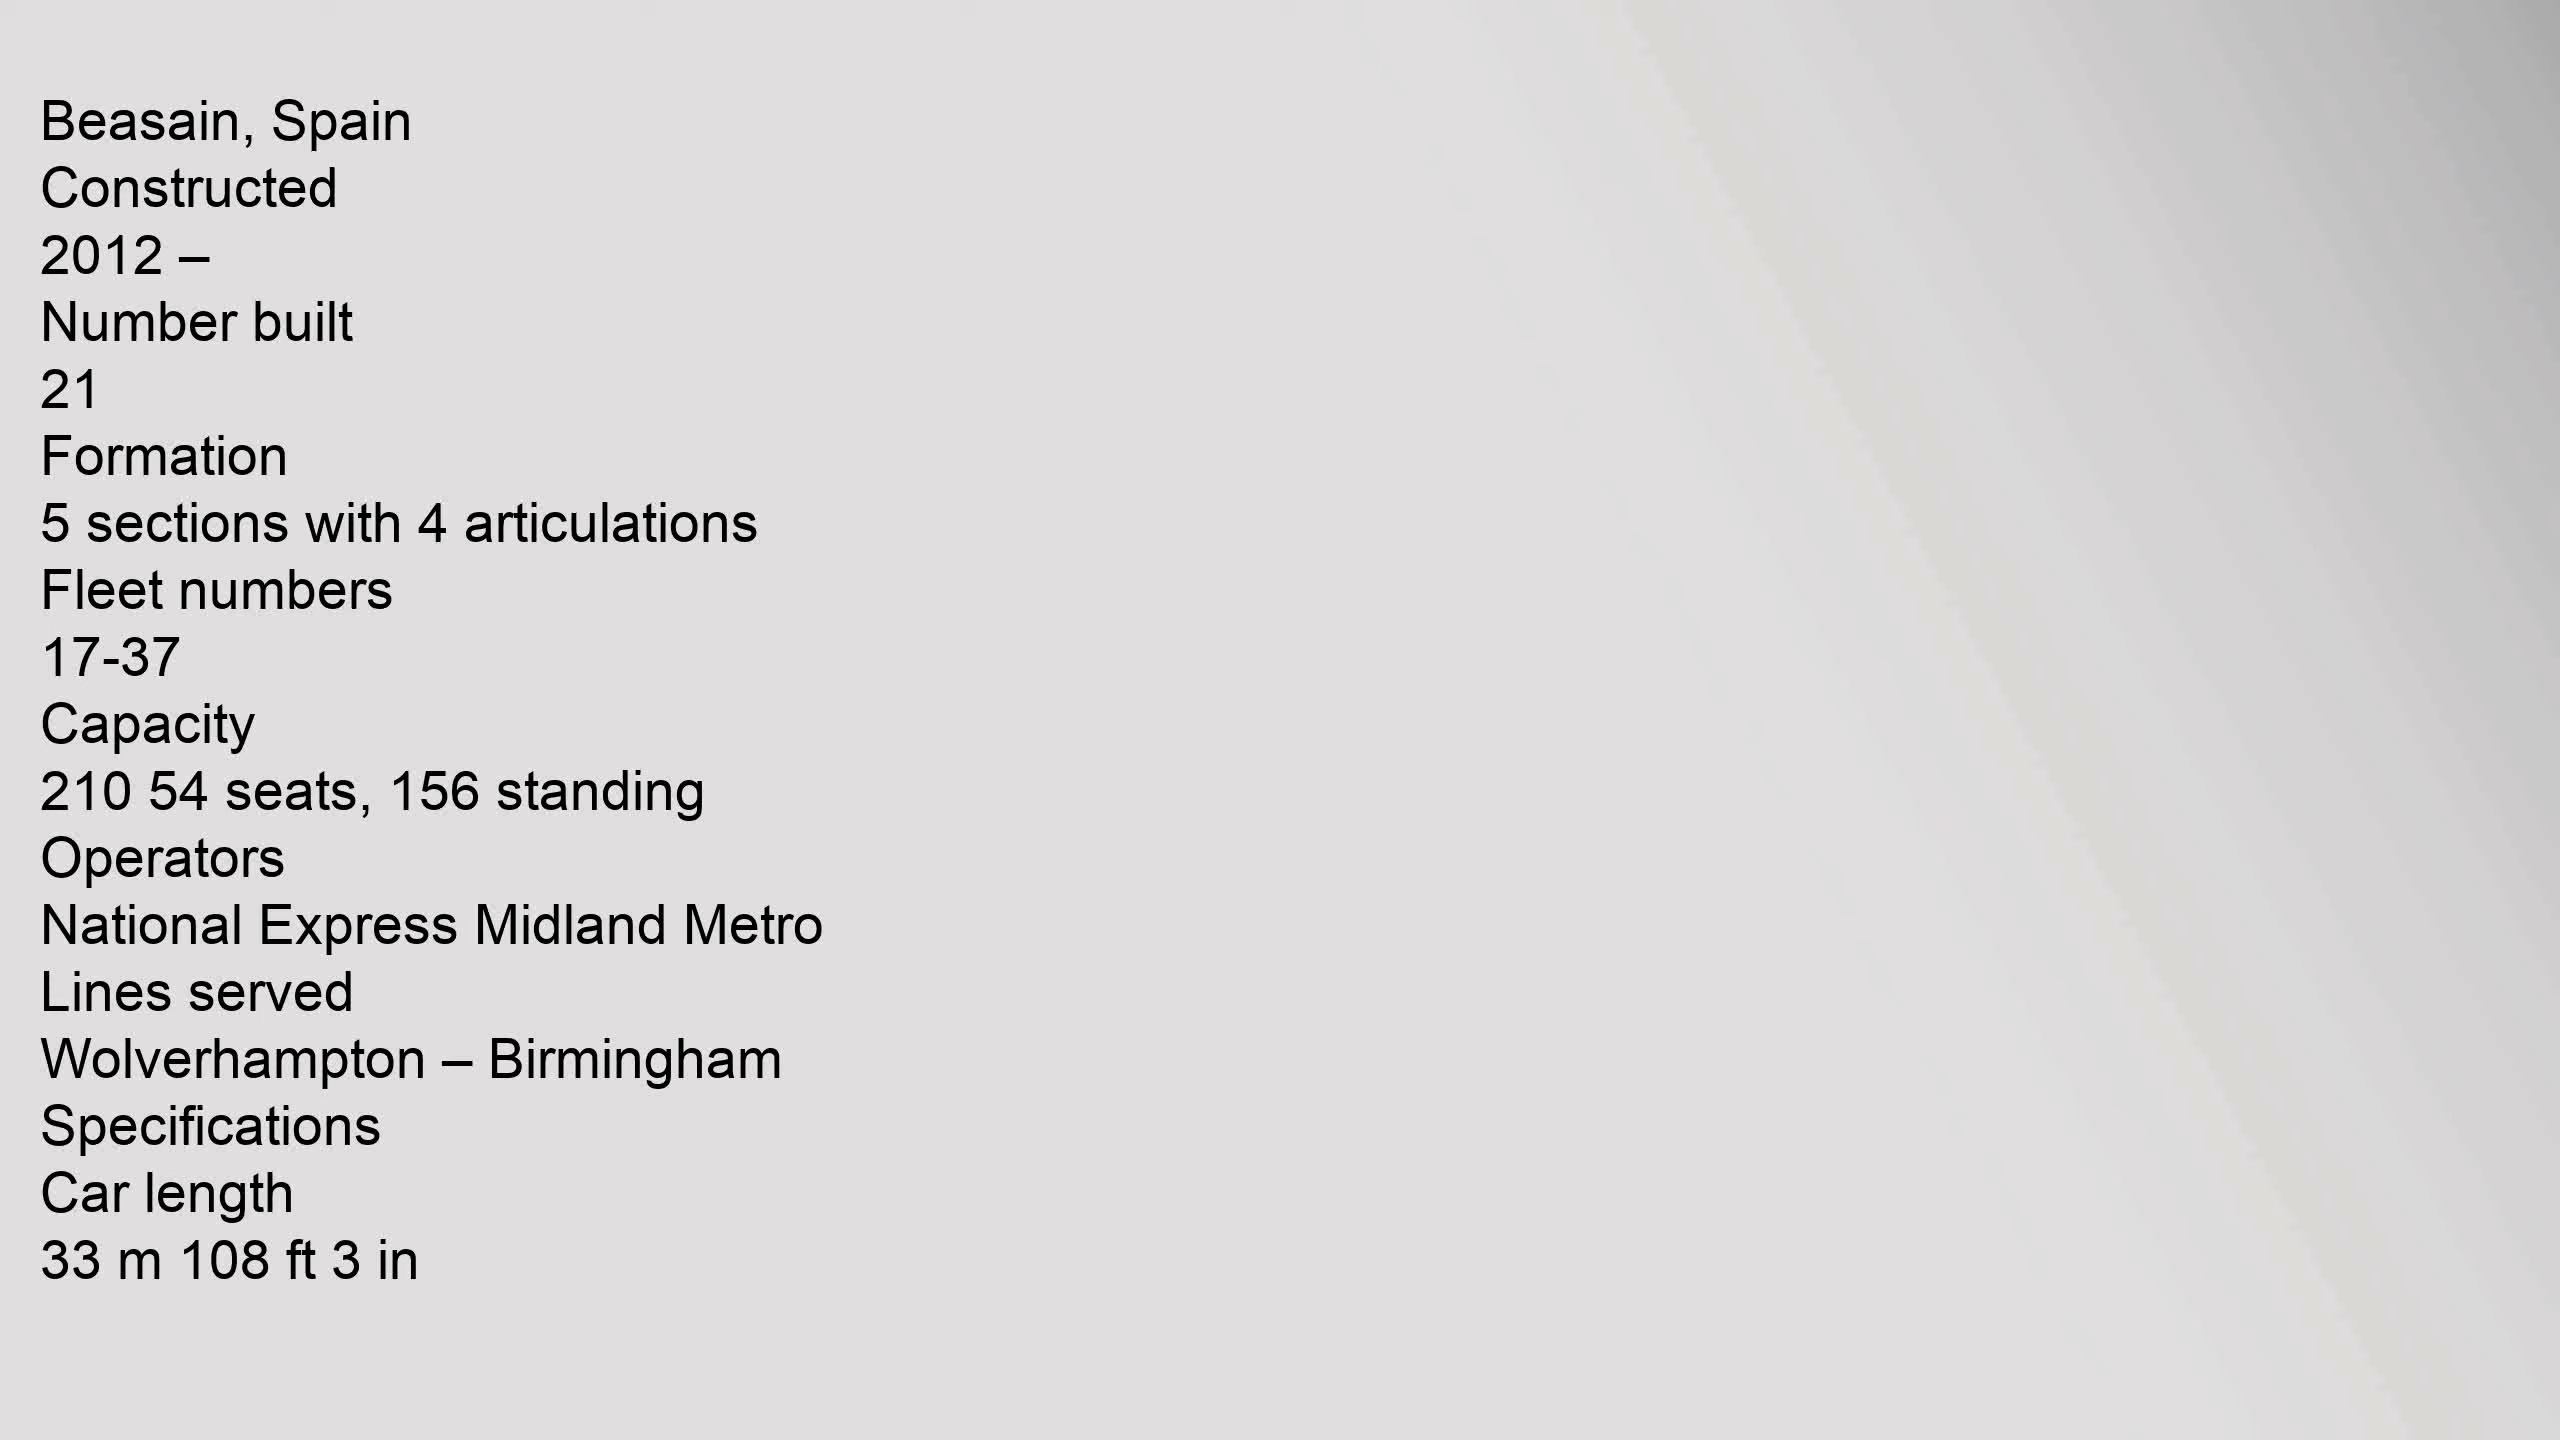 Beasain, Spain
Constructed
2012 –
Number built
21
Formation
5 sections with 4 articulations
Fleet numbers
17-37
Capacity
210 54 seats, 156 standing
Operators
National Express Midland Metro
Lines served
Wolverhampton – Birmingham
Specifications
Car length
33 m 108 ft 3 in